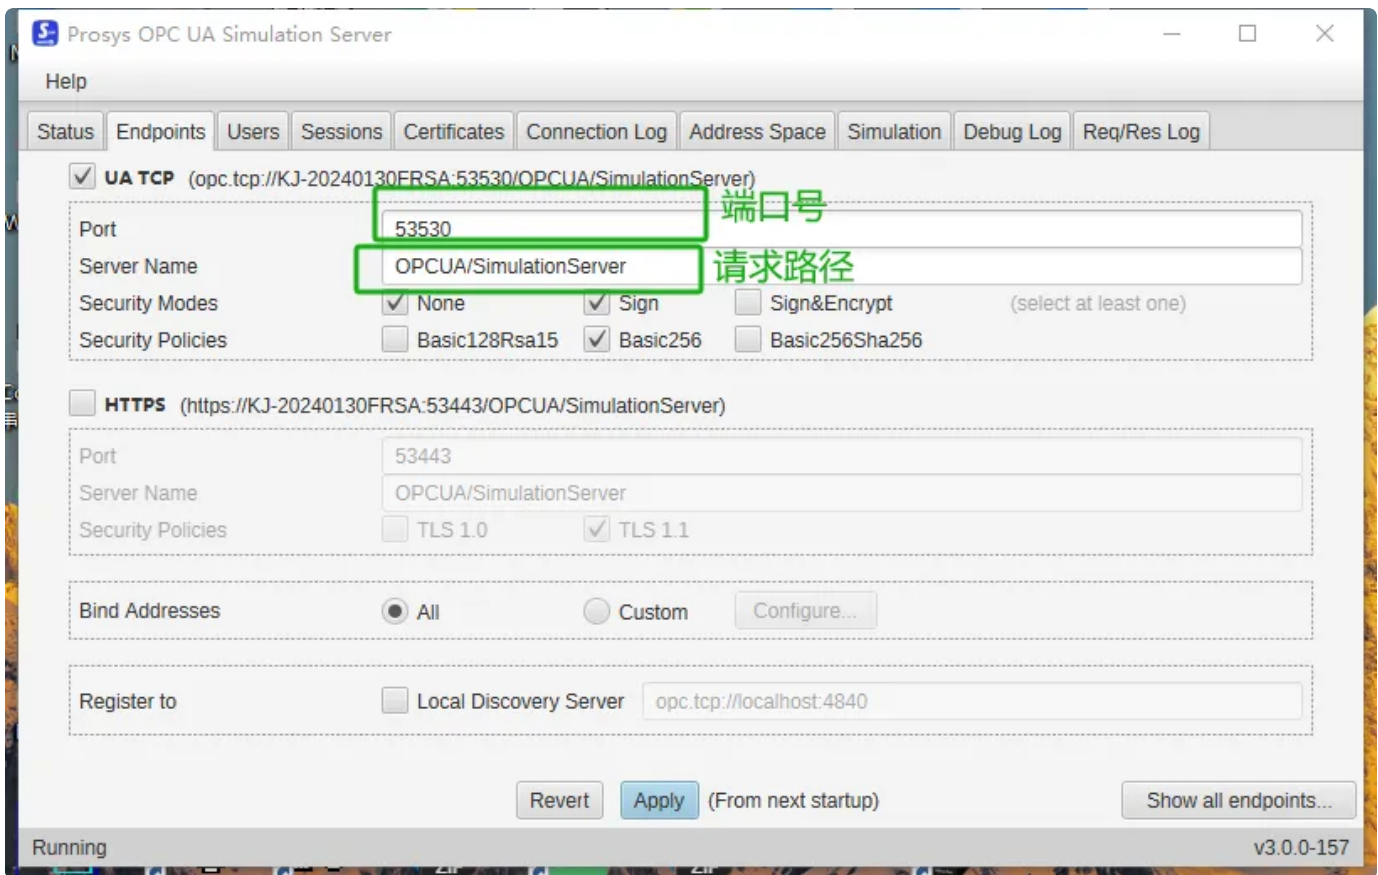 Prosys OPC UA Simulation Server
Help
Status Endpoints Users Sessions Certificates Connection Log Address Space Simulation Debug Log Req/Res Log
UA TCP (opc.tcp://KJ-20240130FRSA:53530/OPCUA/SimulationServer)
端口号
Port 53530
Server Name OPCUA/SimulationServer 请求路径
Security Modes None Sign Sign&Encrypt (select at least one)
Security Policies Basic128Rsa15 Basic256 Basic256Sha256
HTTPS (https://KJ-20240130FRSA:53443/OPCUA/SimulationServer)
Port 53443
Server Name OPCUA/SimulationServer
Security Policies TLS 1.0 TLS 1.1
Bind Addresses All Custom Configure...
Register to Local Discovery Server opc.tcp://localhost:4840
Revert Apply (From next startup) Show all endpoints...
Running v3.0.0-157